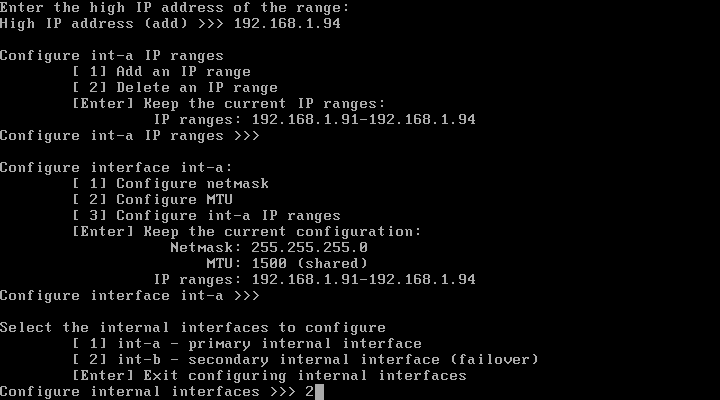 Enter the high IP address of the range:
High IP address (add) >>> 192.168.1.94
Configure int-a IP ranges
[ 1] Add an IP range
[ 2] Delete an IP range
[Enter] Keep the current IP ranges:
IP ranges: 192.168.1.91-192.168.1.94
Configure int-a IP ranges >>>
Configure interface int-a:
[ 1] Configure netmask
[ 2] Configure MTU
[ 3] Configure int-a IP ranges
[Enter] Keep the current configuration:
Netmask: 255.255.255.0
MTU: 1500 (shared)
IP ranges: 192.168.1.91-192.168.1.94
Configure interface int-a >>>
Select the internal interfaces to configure
[ 1] int-a - primary internal interface
[ 2] int-b - secondary internal interface (failover)
[Enter] Exit configuring internal interfaces
Configure internal interfaces >>> 2